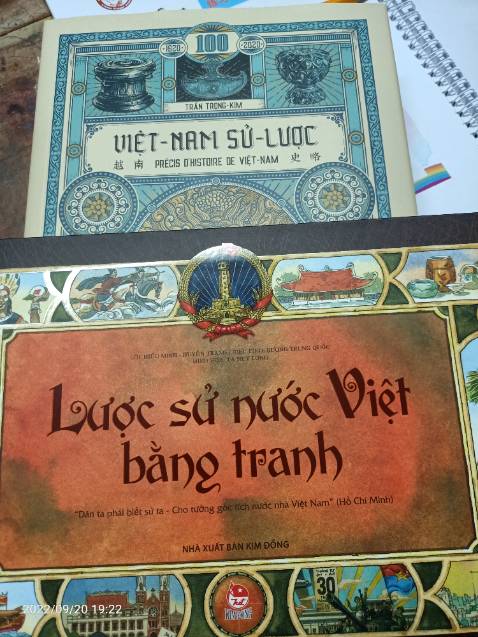 1920 100 2020
TRẦN TRỌNG-KIM
VIỆT-NAM SỬ-LƯỢC
越南 PRÉCIS D'HISTOIRE DE VIỆT-NAM 史略
Lược sử nước Việt
bằng tranh
"Dân ta phải biết sử ta - Cho tường gốc tích nước nhà Việt Nam" (Hồ Chí Minh)
NHÀ XUẤT BẢN KIM ĐỒNG
30
KIM ĐỒNG
2022/09/20 19:22